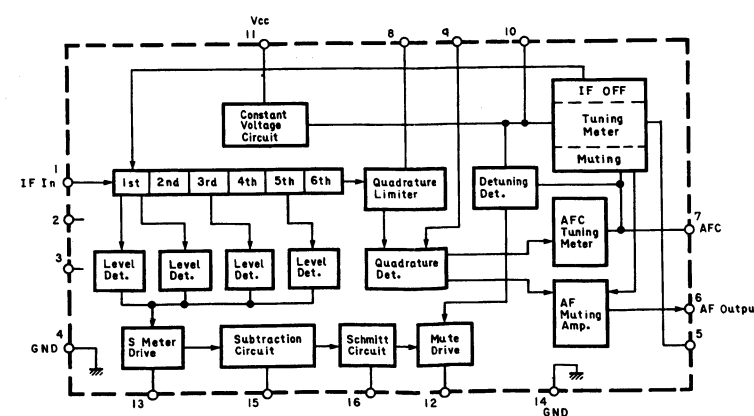 Vcc
11
8
9
10
Constant
Voltage
Circuit
IF OFF
Tuning
Meter
Muting
1
IF In
1st 2nd 3rd 4th 5th 6th
Quadrature
Limiter
Detuning
Det.
2
AFC
Tuning
Meter
7
AFC
3
Level
Det.
Level
Det.
Level
Det.
Level
Det.
Quadrature
Det.
AF
Muting
Amp.
6
AF Outpu
4
GND
S Meter
Drive
Subtraction
Circuit
Schmitt
Circuit
Mute
Drive
5
13
15
16
12
14
GND